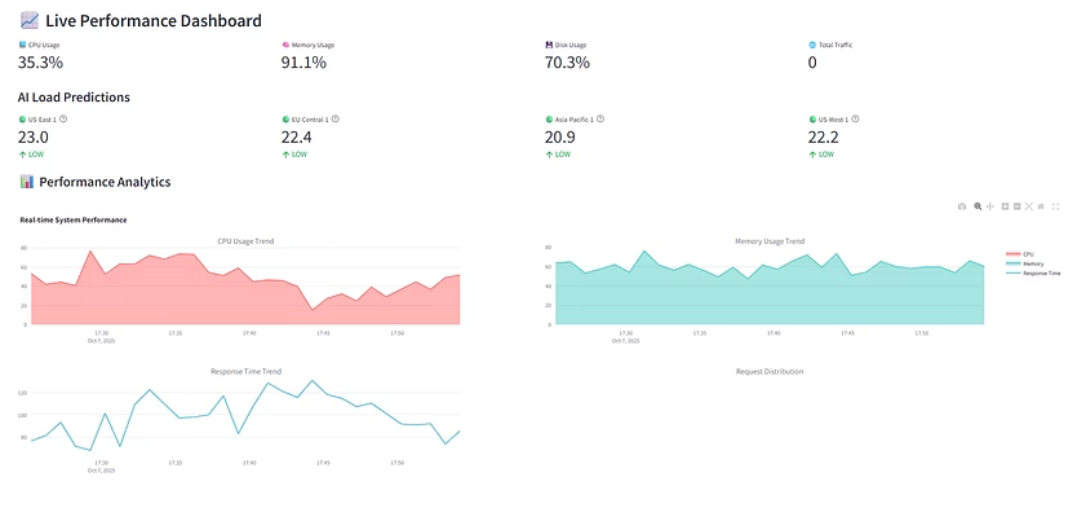 Live Performance Dashboard
CPU Usage
Memory Usage
Disk Usage
Total Traffic
35.3%
91.1%
70.3%
0
AI Load Predictions
US East 1
EU Central 1
Asia Pacific 1
US West 1
23.0
22.4
20.9
22.2
↑ LOW
↑ LOW
↑ LOW
↑ LOW
Performance Analytics
Real-time System Performance
CPU Usage Trend
80
60
40
20
0
17:30
17:35
17:40
17:45
17:50
Oct 7, 2025
Memory Usage Trend
80
60
40
20
0
17:30
17:35
17:40
17:45
17:50
Oct 7, 2025
CPU
Memory
Response Time
Response Time Trend
120
100
80
17:30
17:35
17:40
17:45
17:50
Oct 7, 2025
Request Distribution